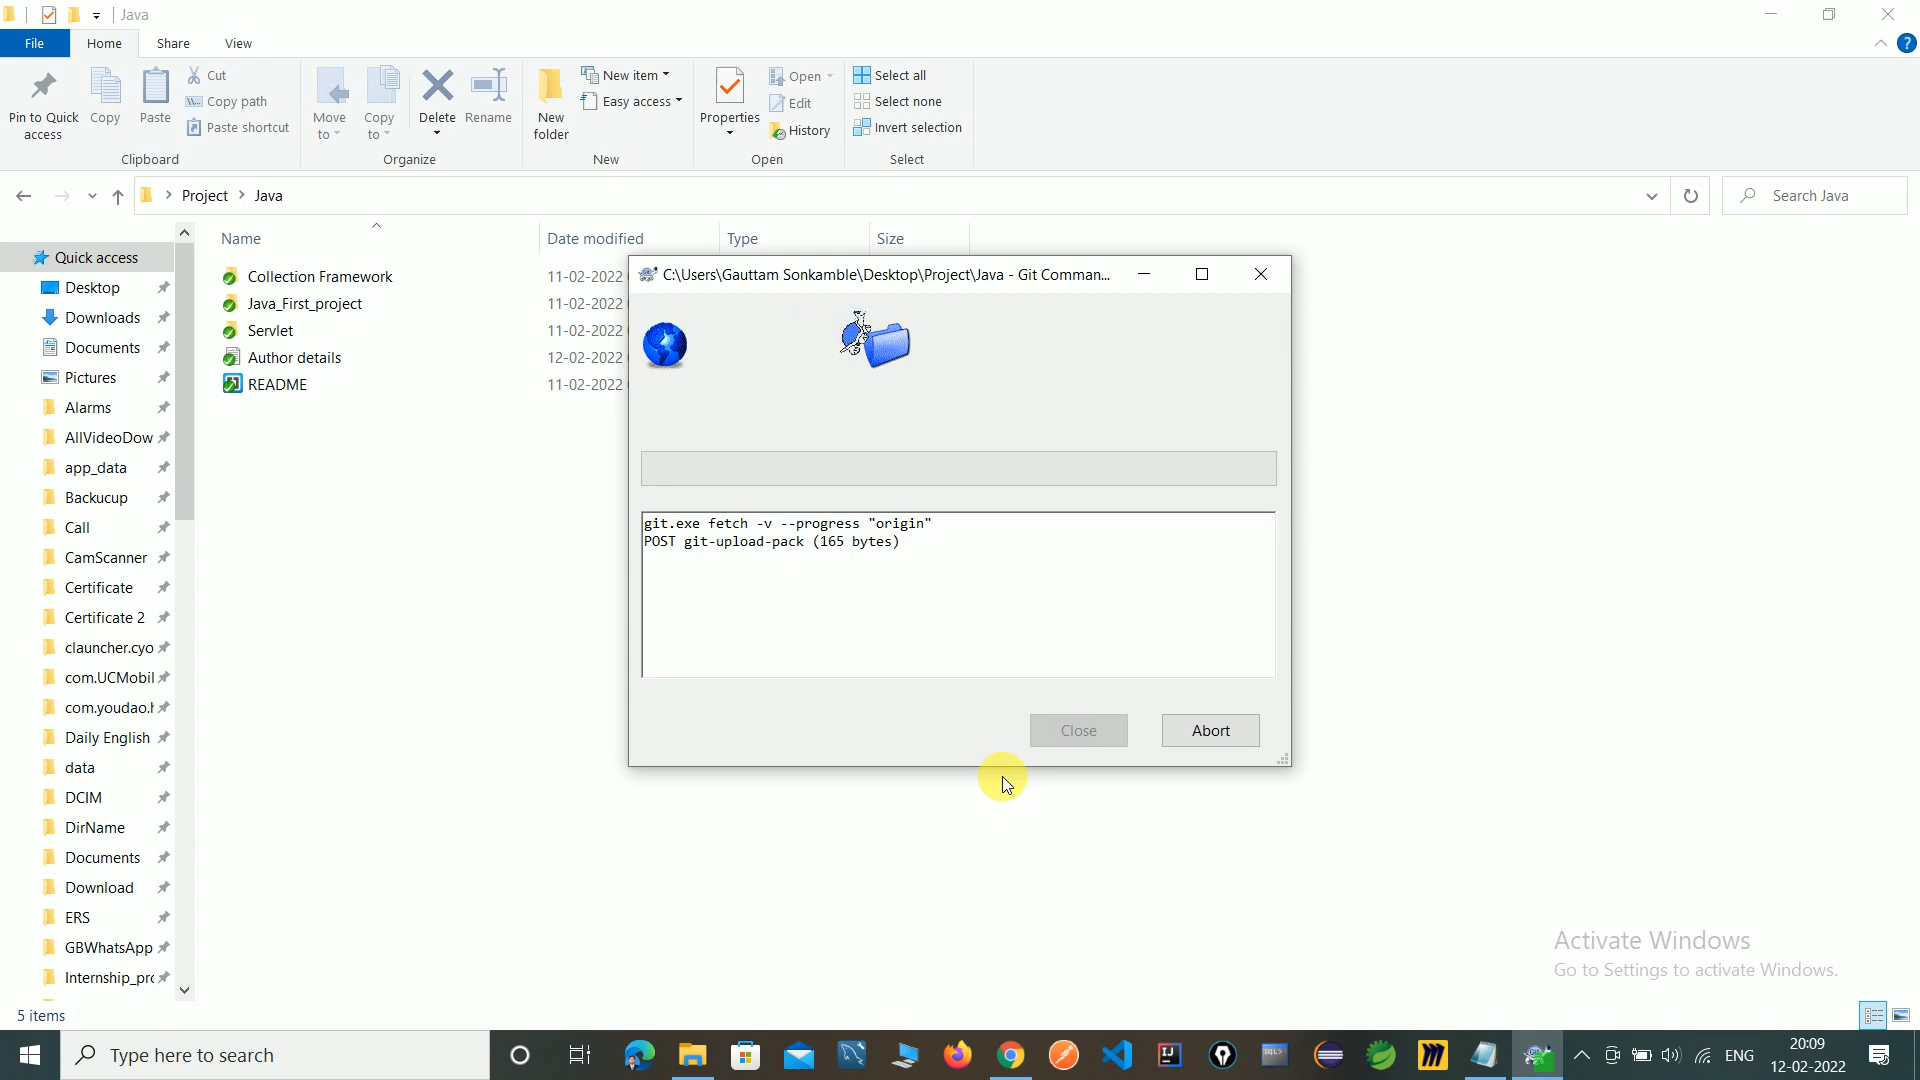 Java
File
Home
Share
View
Pin to Quick access
Copy
Paste
Cut
Copy path
Paste shortcut
Move to
Copy to
Delete
Rename
New folder
New item
Easy access
Properties
Open
Edit
History
Select all
Select none
Invert selection
Clipboard
Organize
New
Open
Select
Project > Java
Search Java
Name
Date modified
Type
Size
Quick access
Desktop
Downloads
Documents
Pictures
Alarms
AllVideoDow
app_data
Backucup
Call
CamScanner
Certificate
Certificate 2
clauncher.cyo
com.UCMobil
com.youdao.h
Daily English
data
DCIM
DirName
Documents
Download
ERS
GBWhatsApp
Internship_pro
Collection Framework 11-02-2022
Java_First_project 11-02-2022
Servlet 11-02-2022
Author details 12-02-2022
README 11-02-2022
C:\Users\Gauttam Sonkamble\Desktop\Project\Java - Git Comman...
git.exe fetch -v --progress "origin"
POST git-upload-pack (165 bytes)
Close
Abort
Activate Windows
Go to Settings to activate Windows.
5 items
Type here to search
ENG
20:09
12-02-2022